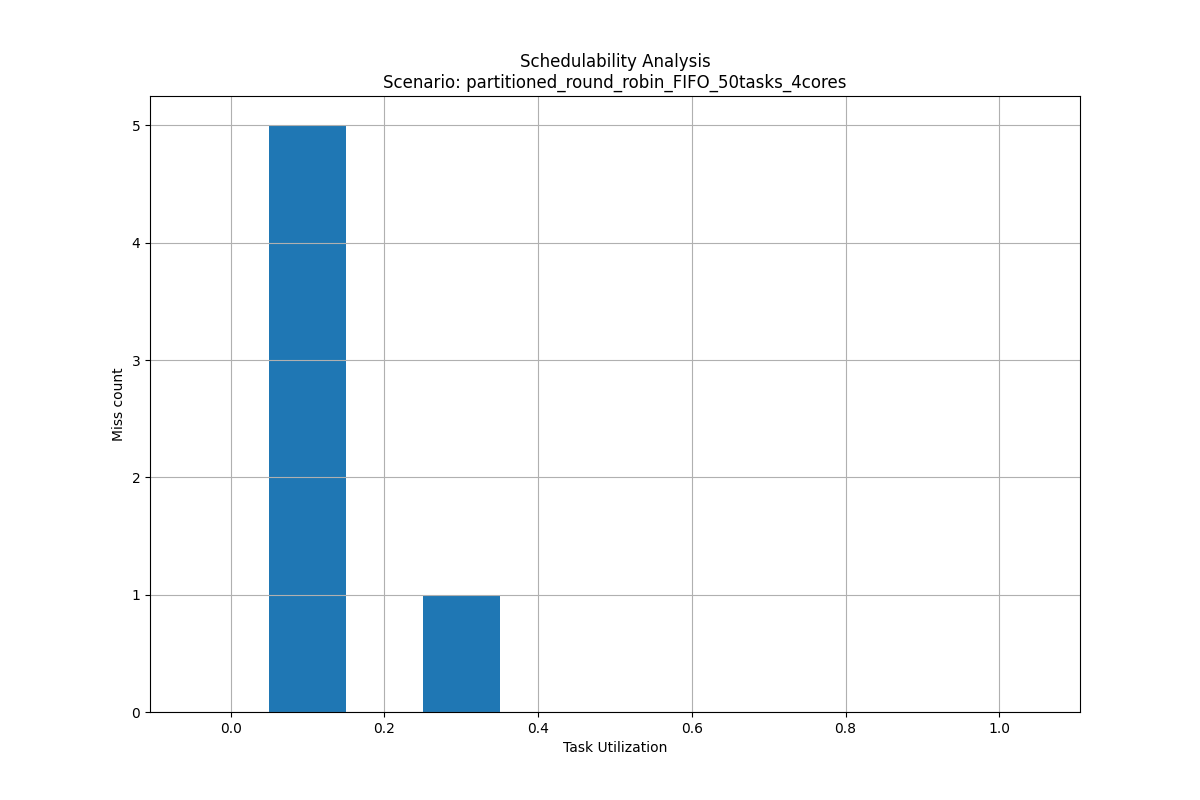 Schedulability Analysis
Scenario: partitioned_round_robin_FIFO_50tasks_4cores
5
4
3
2
1
0
Miss count
0.0 0.2 0.4 0.6 0.8 1.0
Task Utilization